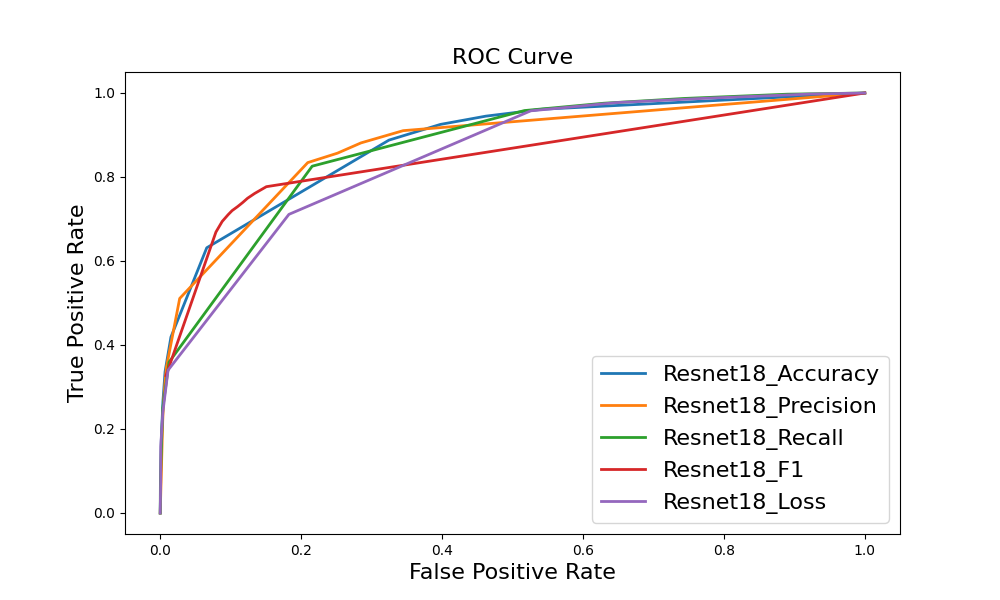 ROC Curve
True Positive Rate
1.0
0.8
0.6
0.4
0.2
0.0
Resnet18_Accuracy
Resnet18_Precision
Resnet18_Recall
Resnet18_F1
Resnet18_Loss
0.0 0.2 0.4 0.6 0.8 1.0
False Positive Rate